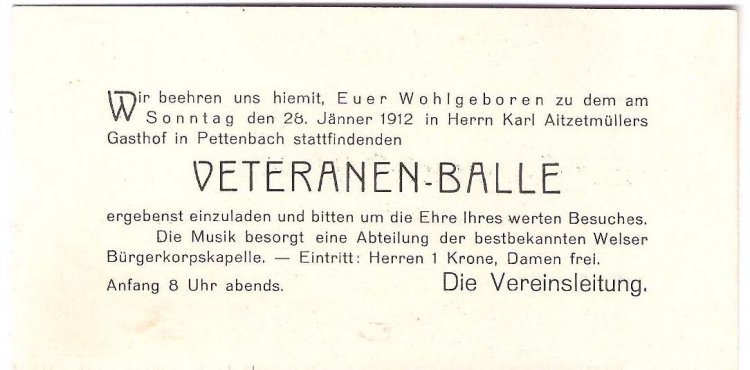 Wir beehren uns hiemit, Euer Wohlgeboren zu dem am
Sonntag den 28. Jänner 1912 in Herrn Karl Aitzetmüllers
Gasthof in Pettenbach stattfindenden
VETERANEN-BALLE
ergebenst einzuladen und bitten um die Ehre Ihres werten Besuches.
Die Musik besorgt eine Abteilung der bestbekannten Welser
Bürgerkorpskapelle. — Eintritt: Herren 1 Krone, Damen frei.
Anfang 8 Uhr abends. Die Vereinsleitung.